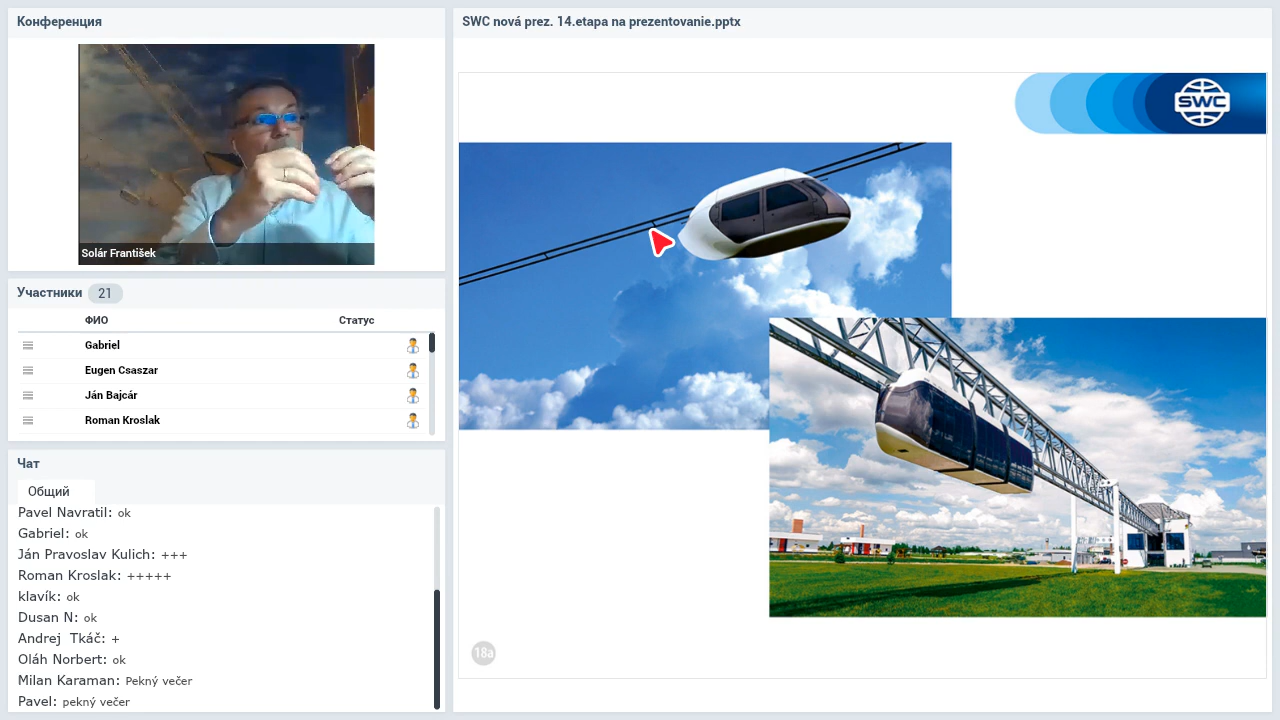 Конференция
Solár František
Участники 21
ФИО Статус
Gabriel
Eugen Csaszar
Ján Bajcár
Roman Kroslak
Чат
Общий
Pavel Navratil: ok
Gabriel: ok
Ján Pravoslav Kulich: +++
Roman Kroslak: +++++
klavík: ok
Dusan N: ok
Andrej Tkáč: +
Oláh Norbert: ok
Milan Karaman: Pekný večer
Pavel: pekný večer
SWC nová prez. 14.etapa na prezentovanie.pptx
SWC
18a